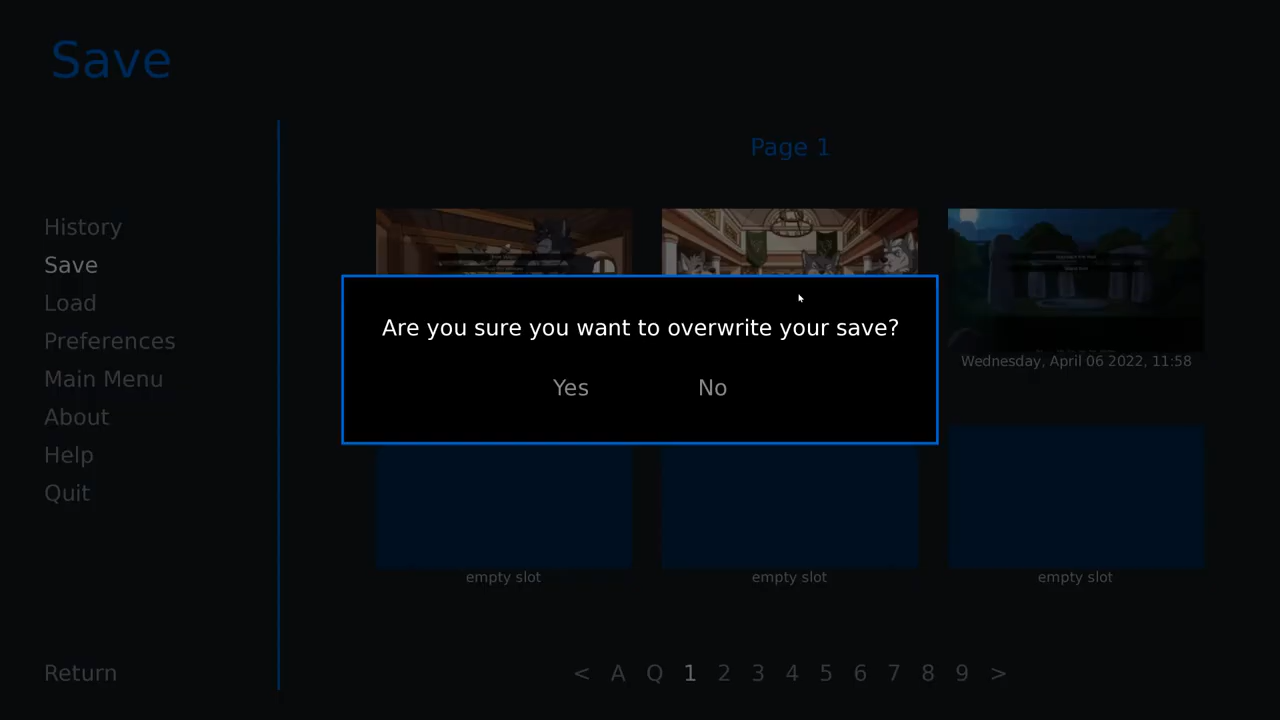 Save
Page 1
History
Save
Load
Preferences
Main Menu
About
Help
Quit
Are you sure you want to overwrite your save?
Yes No
Wednesday, April 06 2022, 11:58
empty slot empty slot empty slot
Return
< A Q 1 2 3 4 5 6 7 8 9 >